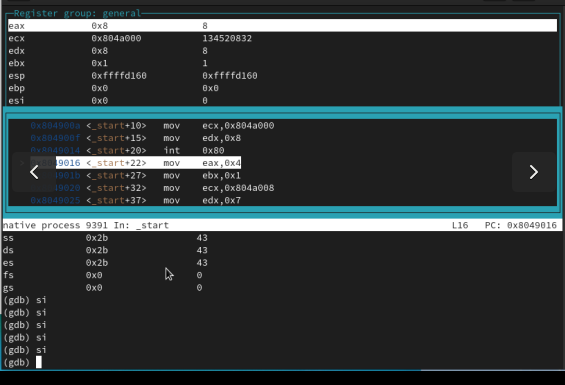 Register group: general
eax 0x8 8
ecx 0x804a000 134520832
edx 0x8 8
ebx 0x1 1
esp 0xffffd160 0xffffd160
ebp 0x0 0x0
esi 0x0 0
0x804900a <_start+10> mov ecx,0x804a000
0x804900f <_start+15> mov edx,0x8
0x8049014 <_start+20> int 0x80
9016 <_start+22> mov eax,0x4
901b <_start+27> mov ebx,0x1
0x8049020 <_start+32> mov ecx,0x804a008
0x8049025 <_start+37> mov edx,0x7
native process 9391 In: _start L16 PC: 0x8049016
ss 0x2b 43
ds 0x2b 43
es 0x2b 43
fs 0x0 0
gs 0x0 0
(gdb) si
(gdb) si
(gdb) si
(gdb) si
(gdb) si
(gdb)